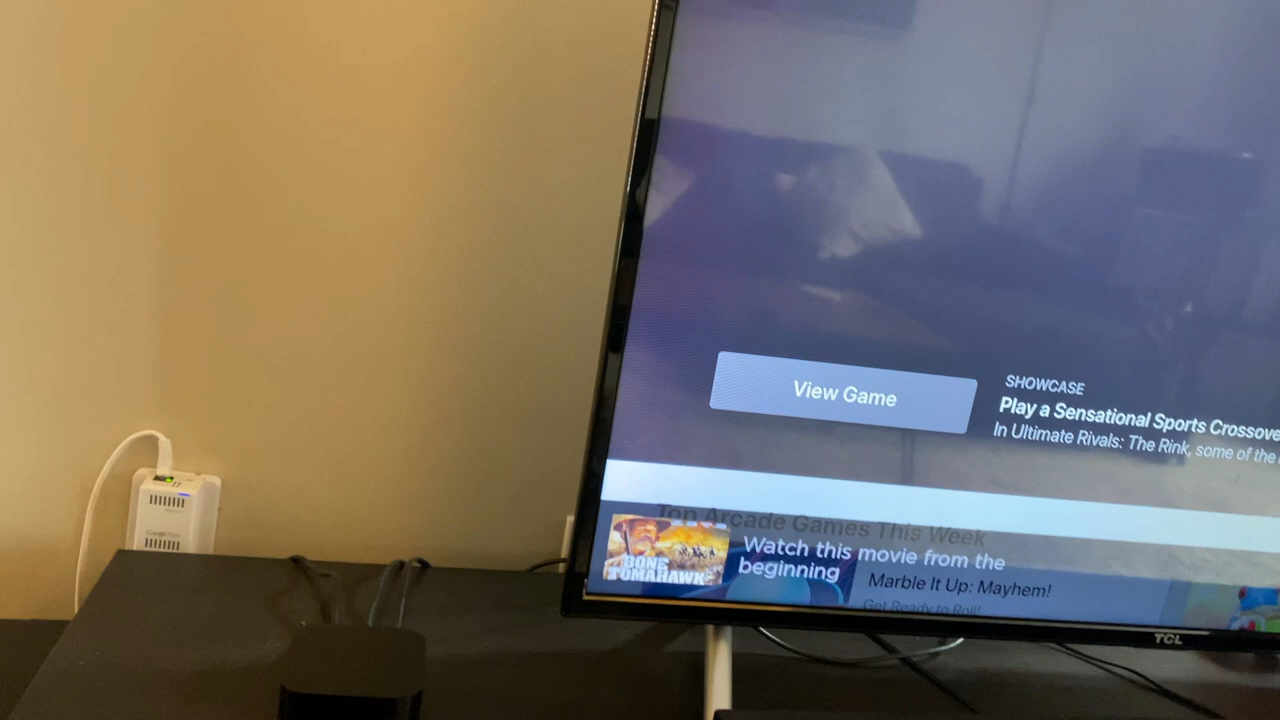 View Game
SHOWCASE
Play a Sensational Sports Crossove
In Ultimate Rivals: The Rink, some of the
Top Arcade Games This Week
BONE
TOMAHAWK
Watch this movie from the
beginning
Marble It Up: Mayhem!
Get Ready to Roll!
TCL